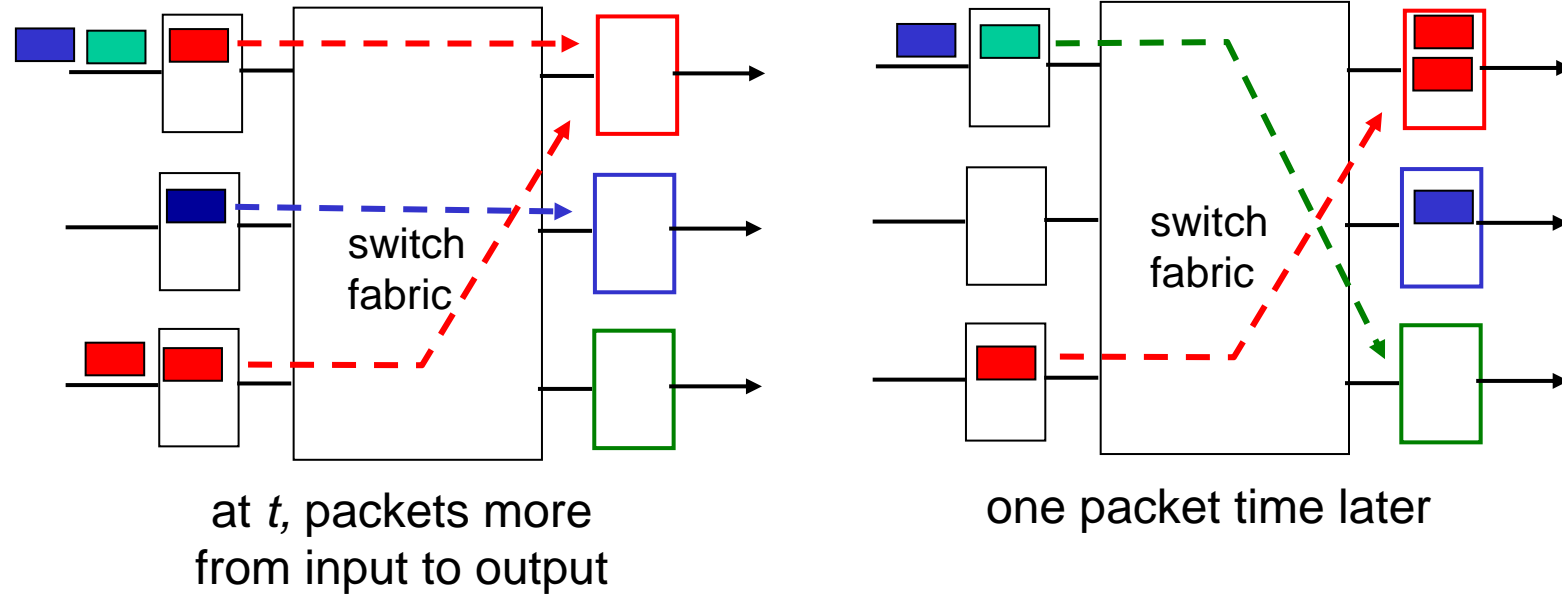 switch
fabric
at t, packets more
from input to output
switch
fabric
one packet time later